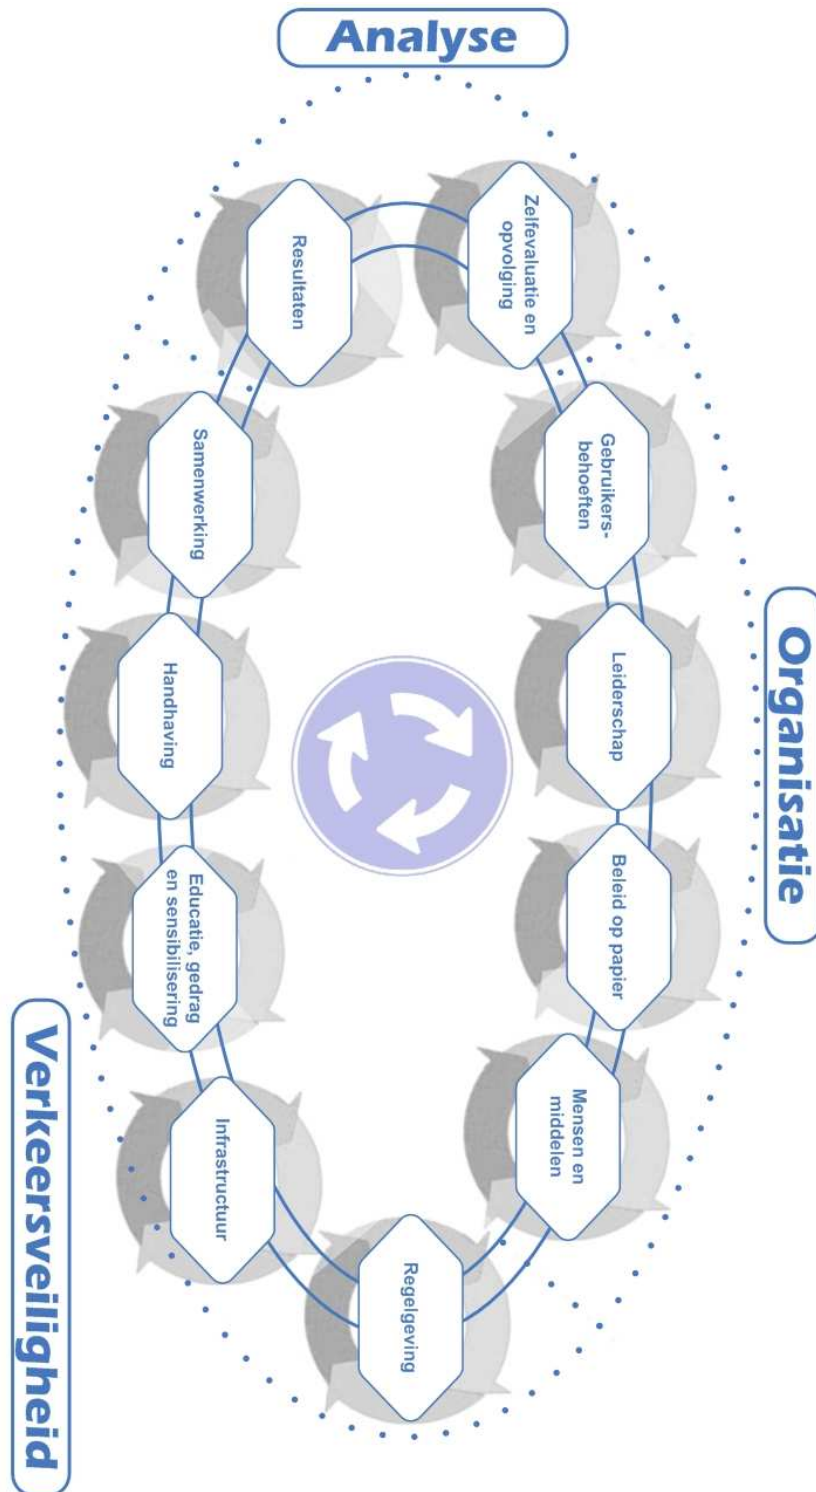 Analyse
Zelfevaluatie en
opvolging
Gebruikers-
behoeften
Leiderschap
Organisatie
Beleid op papier
Mensen en
middelen
Regelgeving
Infrastructuur
Verkeersveiligheid
Educatie, gedrag
en sensibilisering
Handhaving
Samenwerking
Resultaten